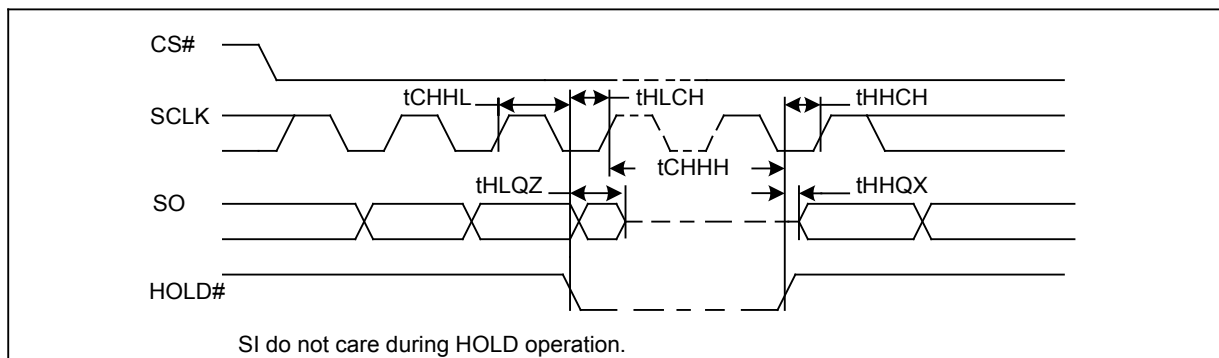 CS#
tCHHL tHLCH tHHCH
SCLK
tCHHH
tHLQZ tHHQX
SO
HOLD#
SI do not care during HOLD operation.